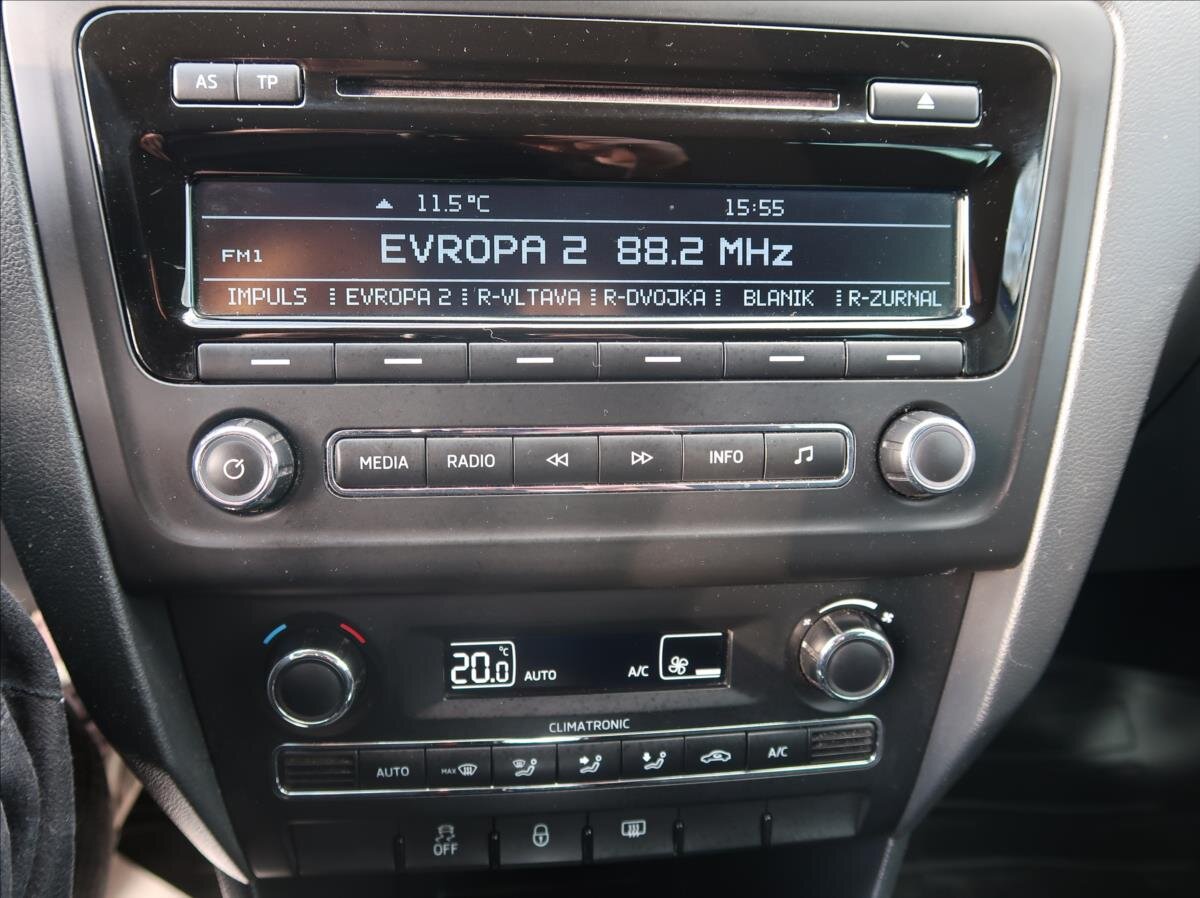 AS TP
11.5°C 15:55
FM1 EVROPA 2 88.2 MHz
IMPULS EVROPA 2 R-VLTAVA R-DVOJKA BLANIK R-ZURNAL
MEDIA RADIO INFO
20.0 °C AUTO A/C
CLIMATRONIC
AUTO MAX A/C
OFF